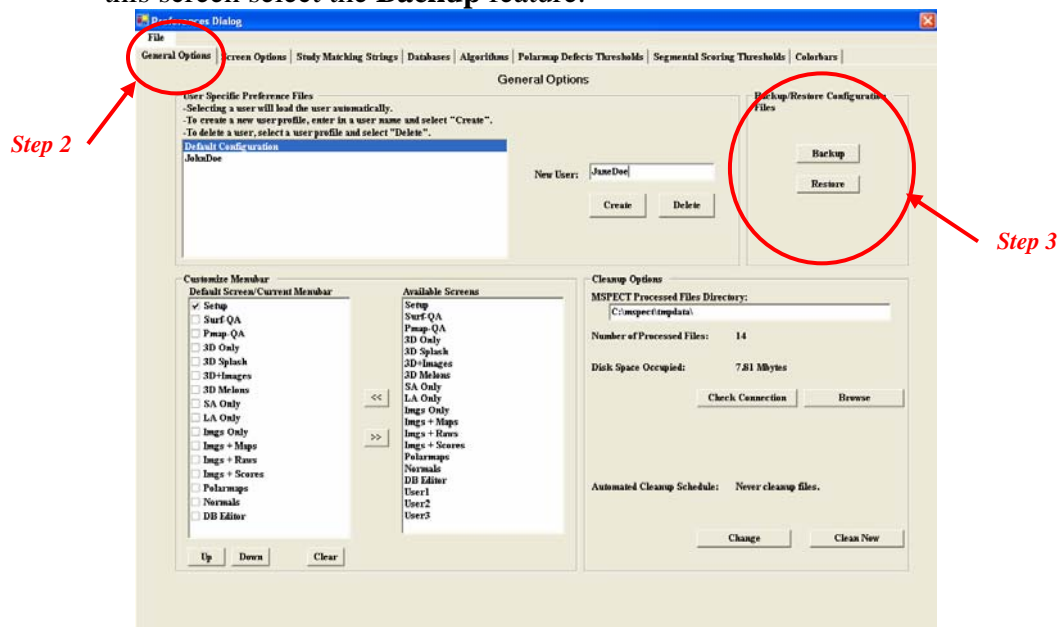 this screen select the Backup feature.
Preferences Dialog
File
General Options Screen Options Study Matching Strings Databases Algorithms Polarmap Defects Thresholds Segmental Scoring Thresholds Colorbars
General Options
User Specific Preference Files
-Selecting a user will load the user automatically.
-To create a new user profile, enter in a user name and select "Create".
-To delete a user, select a user profile and select "Delete".
Default Configuration
JohnDoe
New User: JaneDoe
Create Delete
Backup/Restore Configuration
Files
Backup
Restore
Step 2
Step 3
Customize Menubar
Default Screen/Current Menubar
Setup
Surf-QA
Pmap-QA
3D Only
3D Splash
3D+Images
3D Melons
SA Only
LA Only
Imgs Only
Imgs + Maps
Imgs + Raws
Imgs + Scores
Polarmaps
Normals
DB Editor
<<
>>
Up Down Clear
Available Screens
Setup
Surf-QA
Pmap-QA
3D Only
3D Splash
3D+Images
3D Melons
SA Only
LA Only
Imgs Only
Imgs + Maps
Imgs + Raws
Imgs + Scores
Polarmaps
Normals
DB Editor
User1
User2
User3
Cleanup Options
MSPECT Processed Files Directory:
C:\mspect\tmpdata\
Number of Processed Files: 14
Disk Space Occupied: 7.81 Mbytes
Check Connection Browse
Automated Cleanup Schedule: Never cleanup files.
Change Clean Now